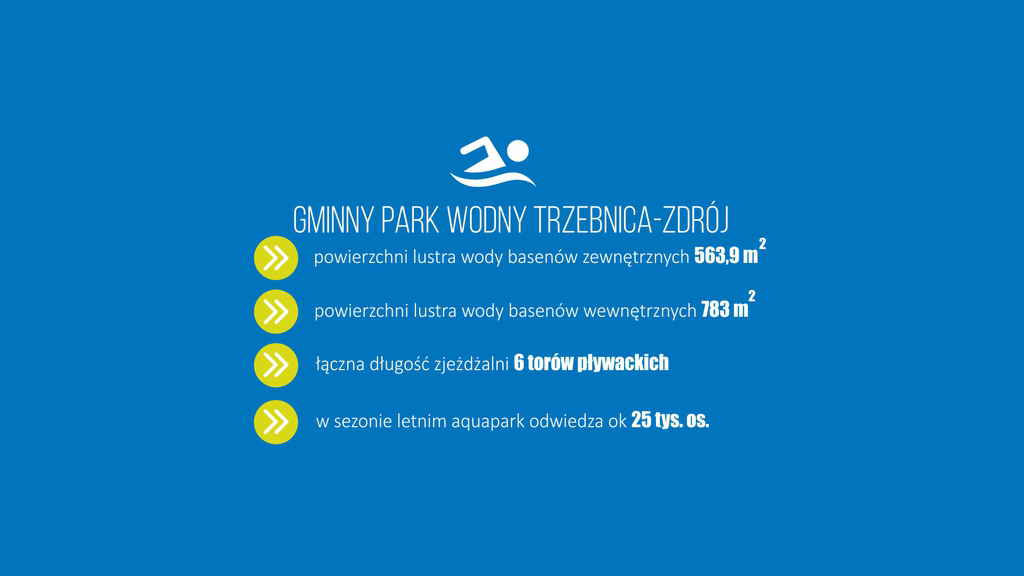 GMINNY PARK WODNY TRZEBNICA-ZDRÓJ
powierzchni lustra wody basenów zewnętrznych 563,9 m²
powierzchni lustra wody basenów wewnętrznych 783 m²
łączna długość zjeżdżalni 6 torów pływackich
w sezonie letnim aquapark odwiedza ok 25 tys. os.